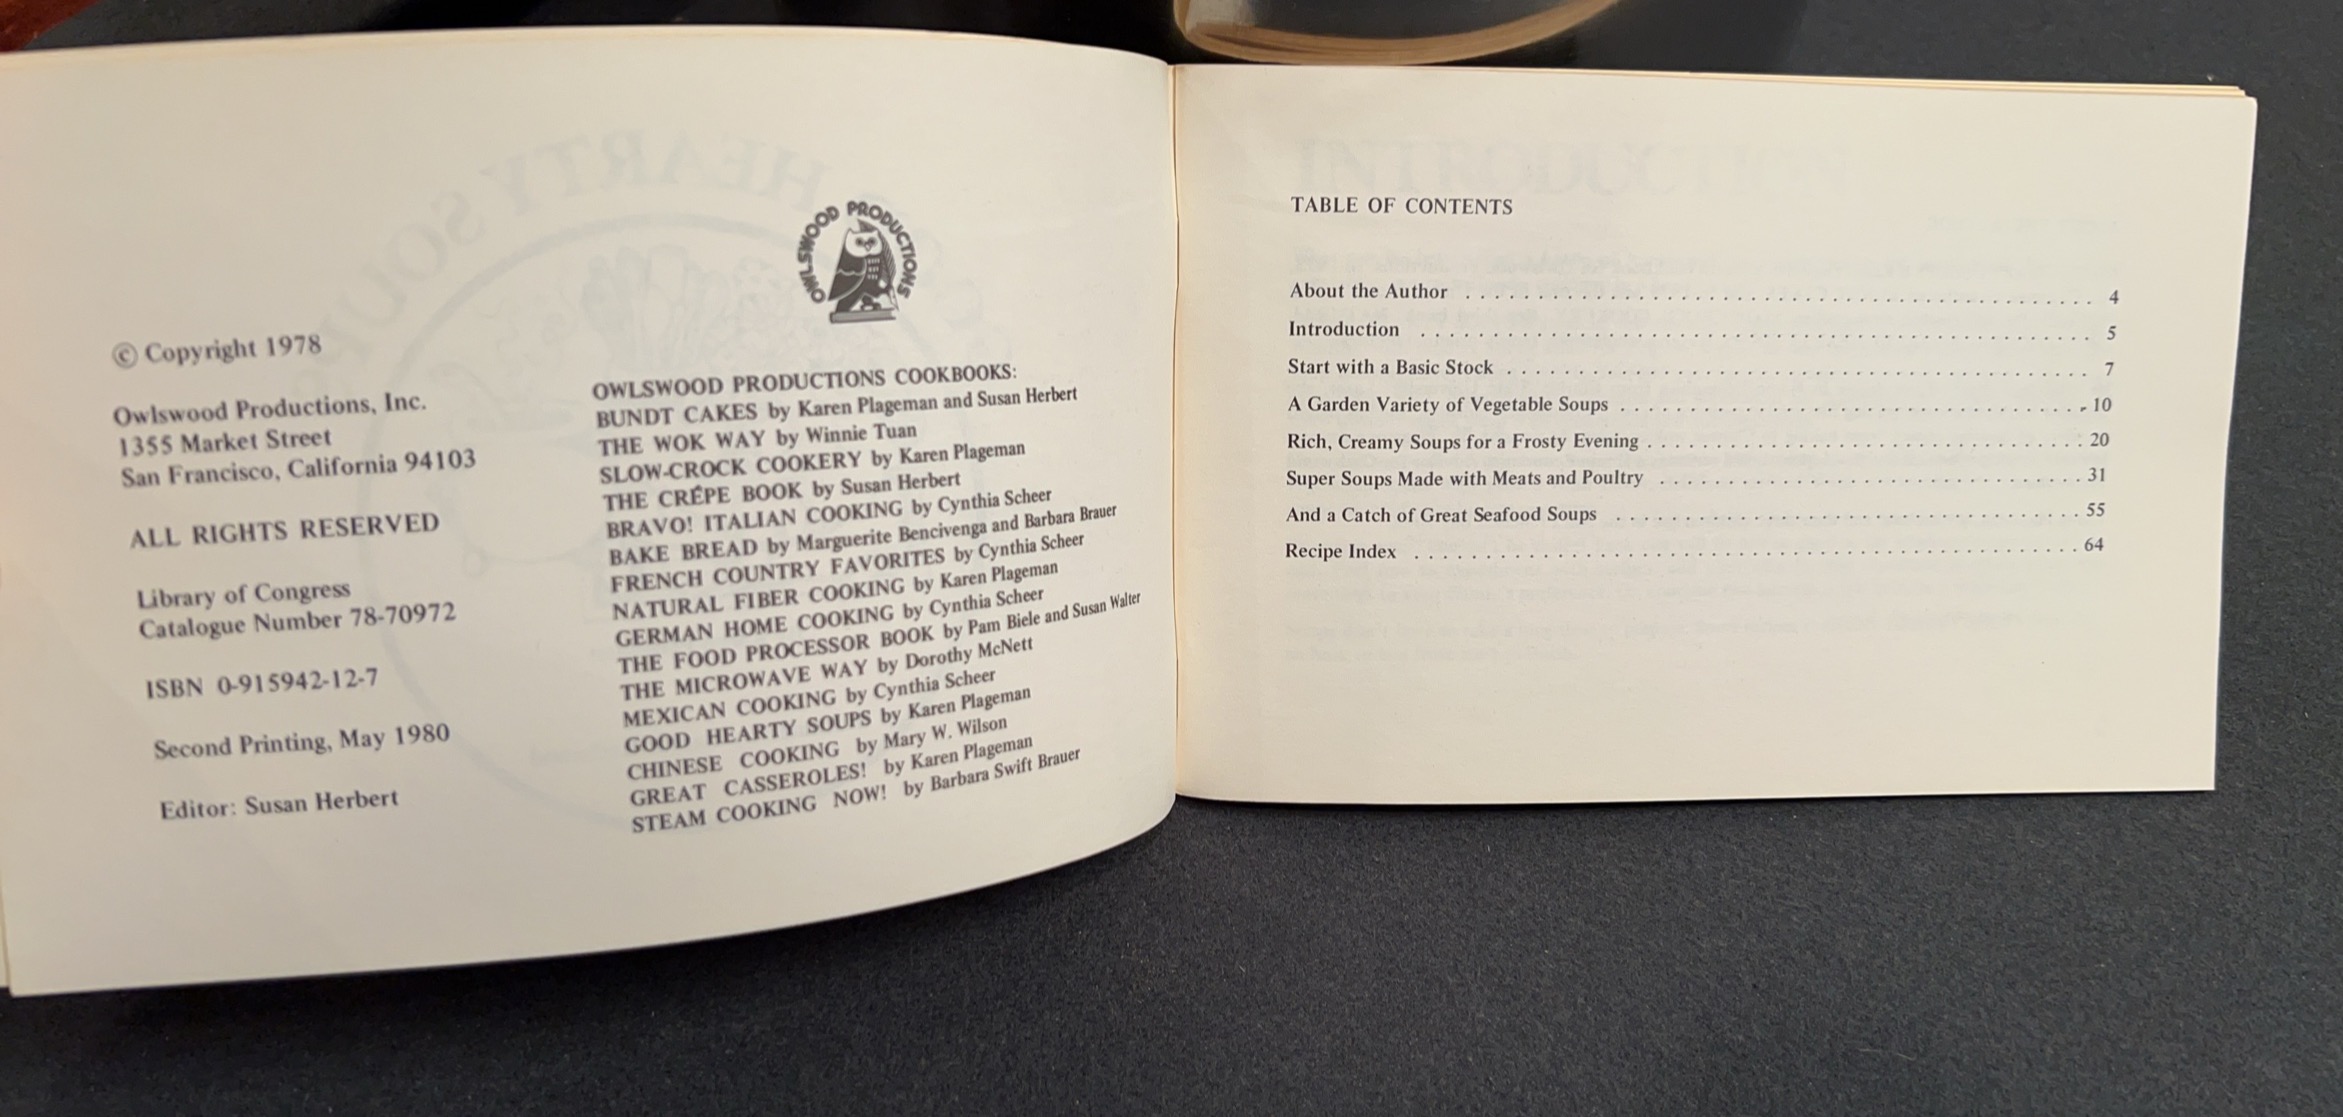 OWLSWOOD PRODUCTIONS
© Copyright 1978
Owlswood Productions, Inc.
1355 Market Street
San Francisco, California 94103
ALL RIGHTS RESERVED
Library of Congress
Catalogue Number 78-70972
ISBN 0-915942-12-7
Second Printing, May 1980
Editor: Susan Herbert
OWLSWOOD PRODUCTIONS COOKBOOKS:
BUNDT CAKES by Karen Plageman and Susan Herbert
THE WOK WAY by Winnie Tuan
SLOW-CROCK COOKERY by Karen Plageman
THE CRÊPE BOOK by Susan Herbert
BRAVO! ITALIAN COOKING by Cynthia Scheer
BAKE BREAD by Marguerite Bencivenga and Barbara Brauer
FRENCH COUNTRY FAVORITES by Cynthia Scheer
NATURAL FIBER COOKING by Karen Plageman
GERMAN HOME COOKING by Cynthia Scheer
THE FOOD PROCESSOR BOOK by Pam Biele and Susan Walter
THE MICROWAVE WAY by Dorothy McNett
MEXICAN COOKING by Cynthia Scheer
GOOD HEARTY SOUPS by Karen Plageman
CHINESE COOKING by Mary W. Wilson
GREAT CASSEROLES! by Karen Plageman
STEAM COOKING NOW! by Barbara Swift Brauer
TABLE OF CONTENTS
About the Author . . . . . . . . . . . . . . . . . . . . 4
Introduction . . . . . . . . . . . . . . . . . . . . 5
Start with a Basic Stock . . . . . . . . . . . . . . . . . . . . 7
A Garden Variety of Vegetable Soups . . . . . . . . . . . . . . . . . . . . 10
Rich, Creamy Soups for a Frosty Evening . . . . . . . . . . . . . . . . . . . . 20
Super Soups Made with Meats and Poultry . . . . . . . . . . . . . . . . . . . . 31
And a Catch of Great Seafood Soups . . . . . . . . . . . . . . . . . . . . 55
Recipe Index . . . . . . . . . . . . . . . . . . . . 64